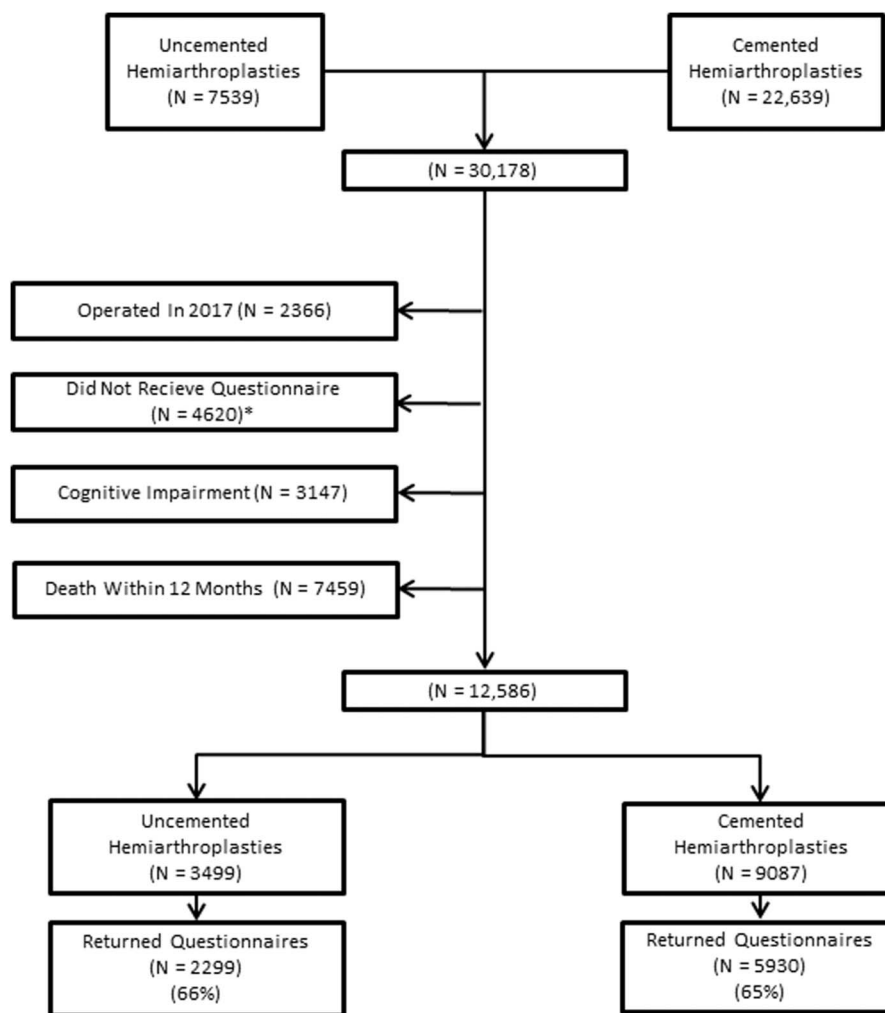 Uncemented
Hemiarthroplasties
(N = 7539)
Cemented
Hemiarthroplasties
(N = 22,639)
(N = 30,178)
Operated In 2017 (N = 2366)
Did Not Recieve Questionnaire
(N = 4620)*
Cognitive Impairment (N = 3147)
Death Within 12 Months (N = 7459)
(N = 12,586)
Uncemented
Hemiarthroplasties
(N = 3499)
Cemented
Hemiarthroplasties
(N = 9087)
Returned Questionnaires
(N = 2299)
(66%)
Returned Questionnaires
(N = 5930)
(65%)